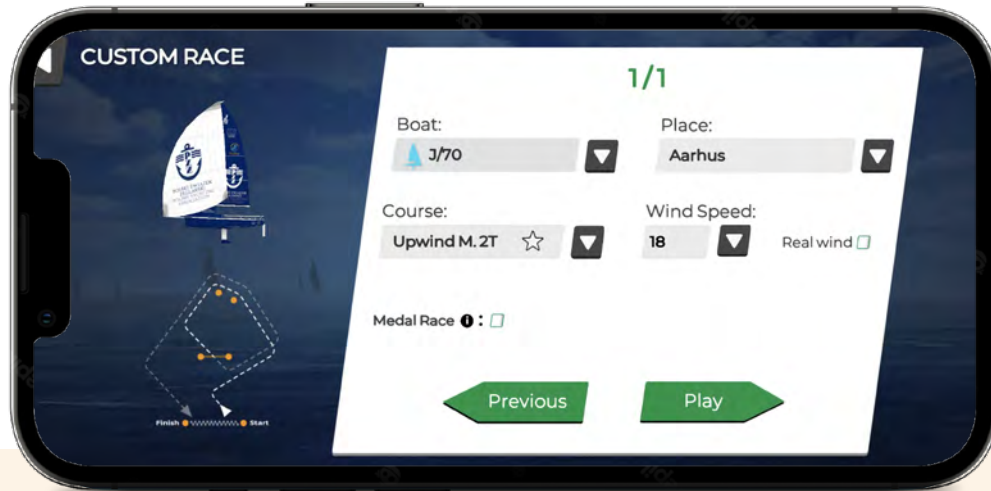 CUSTOM RACE
1/1
Boat:
Place:
J/70
Aarhus
Course:
Wind Speed:
Upwind M. 2T
18
Real wind
Medal Race
Previous
Play
Finish
Start